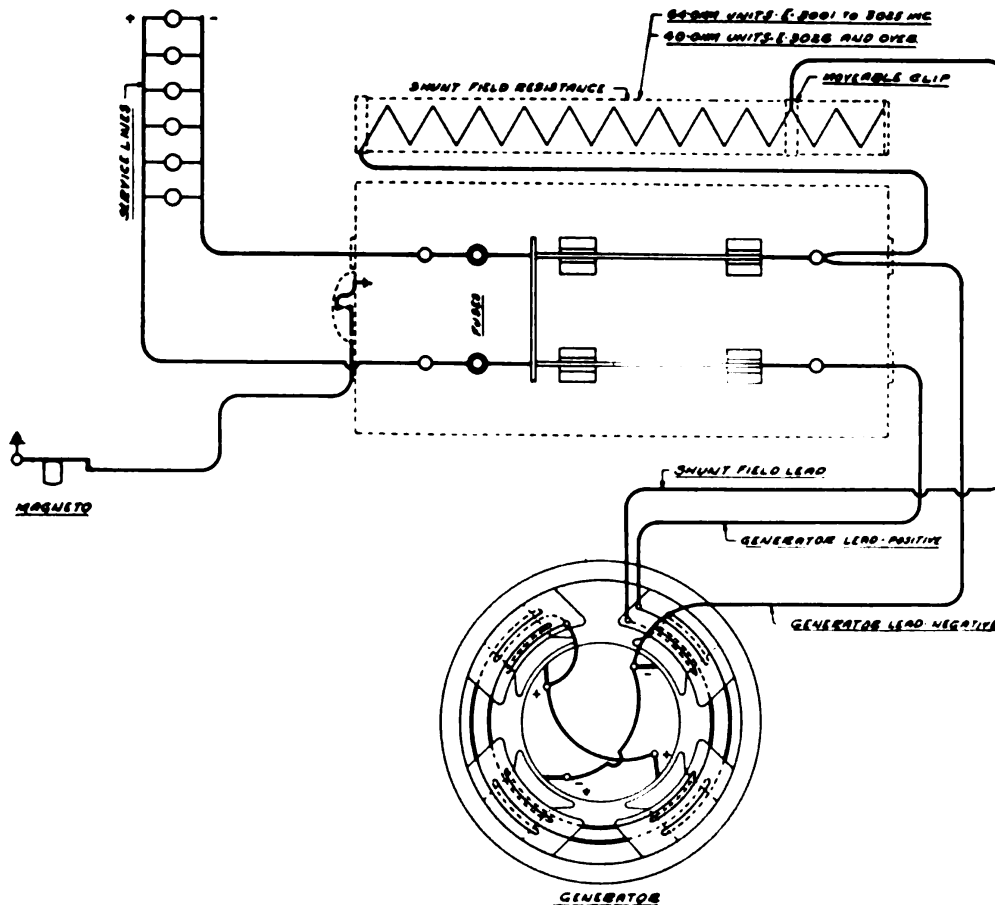 64-OHM UNITS-E-3001 TO 3025 INC
40-OHM UNITS-E-3026 AND OVER
SHUNT FIELD RESISTANCE
MOVEABLE CLIP
+ -
SERVICE LINES
FUSES
MAGNETO
SHUNT FIELD LEAD
GENERATOR LEAD-POSITIVE
GENERATOR LEAD-NEGATIVE
+ -
- +
+
GENERATOR